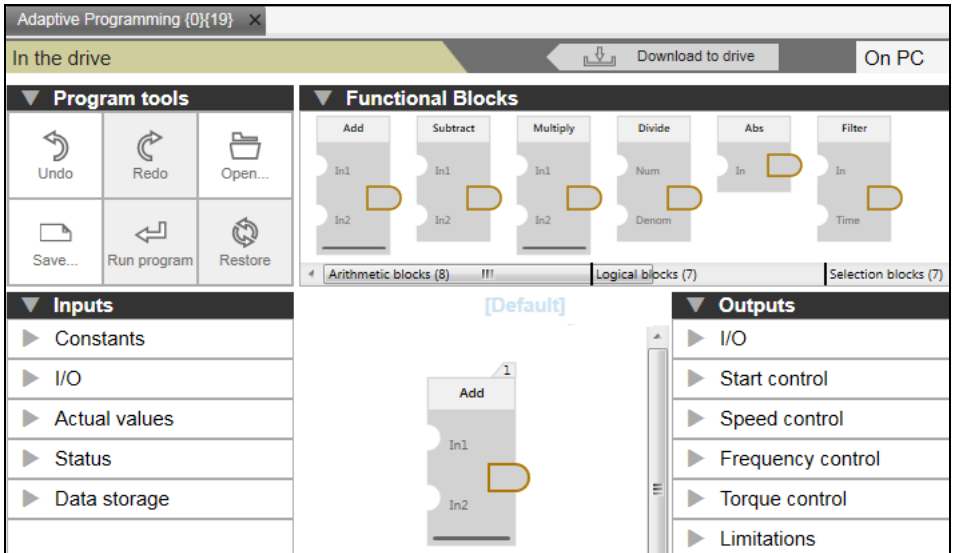 Adaptive Programming {0}{19} ×
In the drive
Download to drive
On PC
Program tools
Undo
Redo
Open...
Save...
Run program
Restore
Functional Blocks
Add
In1
In2
Subtract
In1
In2
Multiply
In1
In2
Divide
Num
Denom
Abs
In
Filter
In
Time
Arithmetic blocks (8)
Logical blocks (7)
Selection blocks (7)
Inputs
Constants
I/O
Actual values
Status
Data storage
[Default]
1
Add
In1
In2
Outputs
I/O
Start control
Speed control
Frequency control
Torque control
Limitations